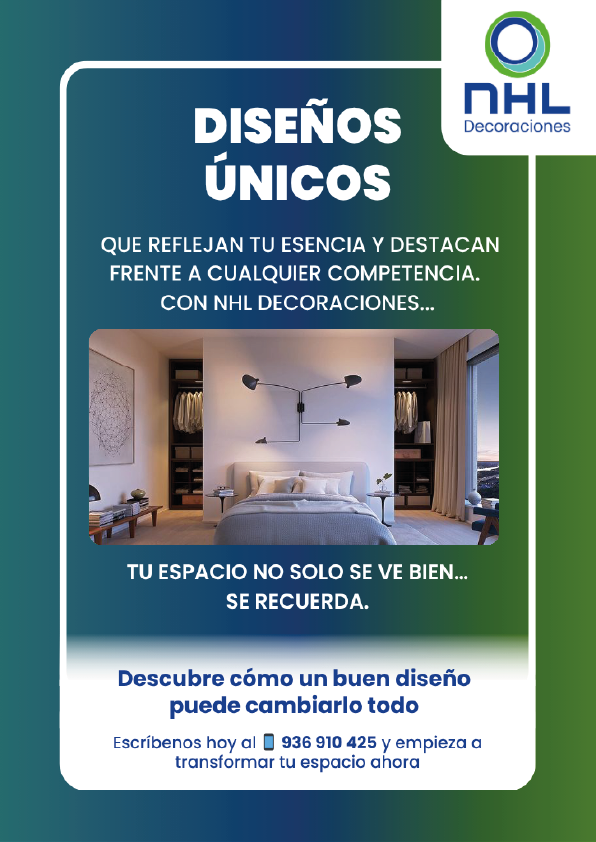 NHL
Decoraciones
DISEÑOS
ÚNICOS
QUE REFLEJAN TU ESENCIA Y DESTACAN
FRENTE A CUALQUIER COMPETENCIA.
CON NHL DECORACIONES...
TU ESPACIO NO SOLO SE VE BIEN...
SE RECUERDA.
Descubre cómo un buen diseño
puede cambiarlo todo
Escríbenos hoy al 📱 936 910 425 y empieza a
transformar tu espacio ahora